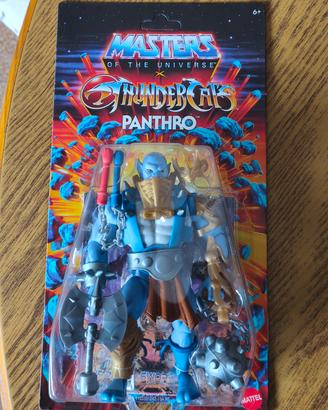 6+
MASTERS
OF THE UNIVERSE
X
THUNDERCATS
PANTHRO
MATTEL